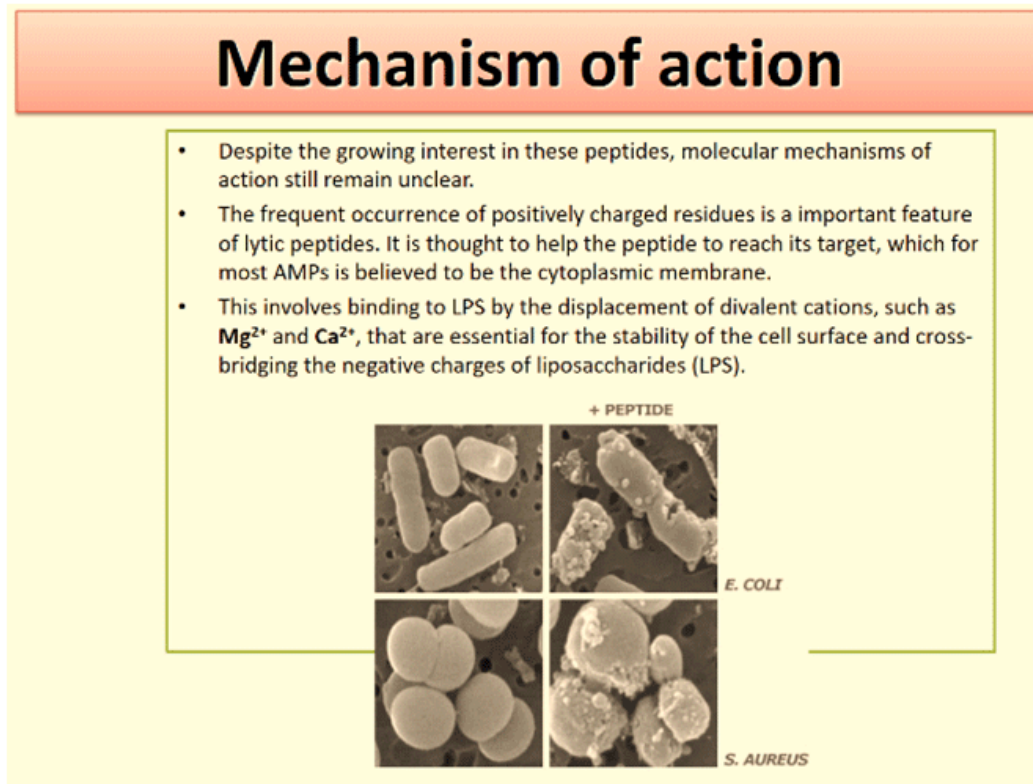 Mechanism of action
• Despite the growing interest in these peptides, molecular mechanisms of
action still remain unclear.
• The frequent occurrence of positively charged residues is a important feature
of lytic peptides. It is thought to help the peptide to reach its target, which for
most AMPs is believed to be the cytoplasmic membrane.
• This involves binding to LPS by the displacement of divalent cations, such as
Mg²⁺ and Ca²⁺, that are essential for the stability of the cell surface and cross-
bridging the negative charges of liposaccharides (LPS).
+ PEPTIDE
E. COLI
S. AUREUS